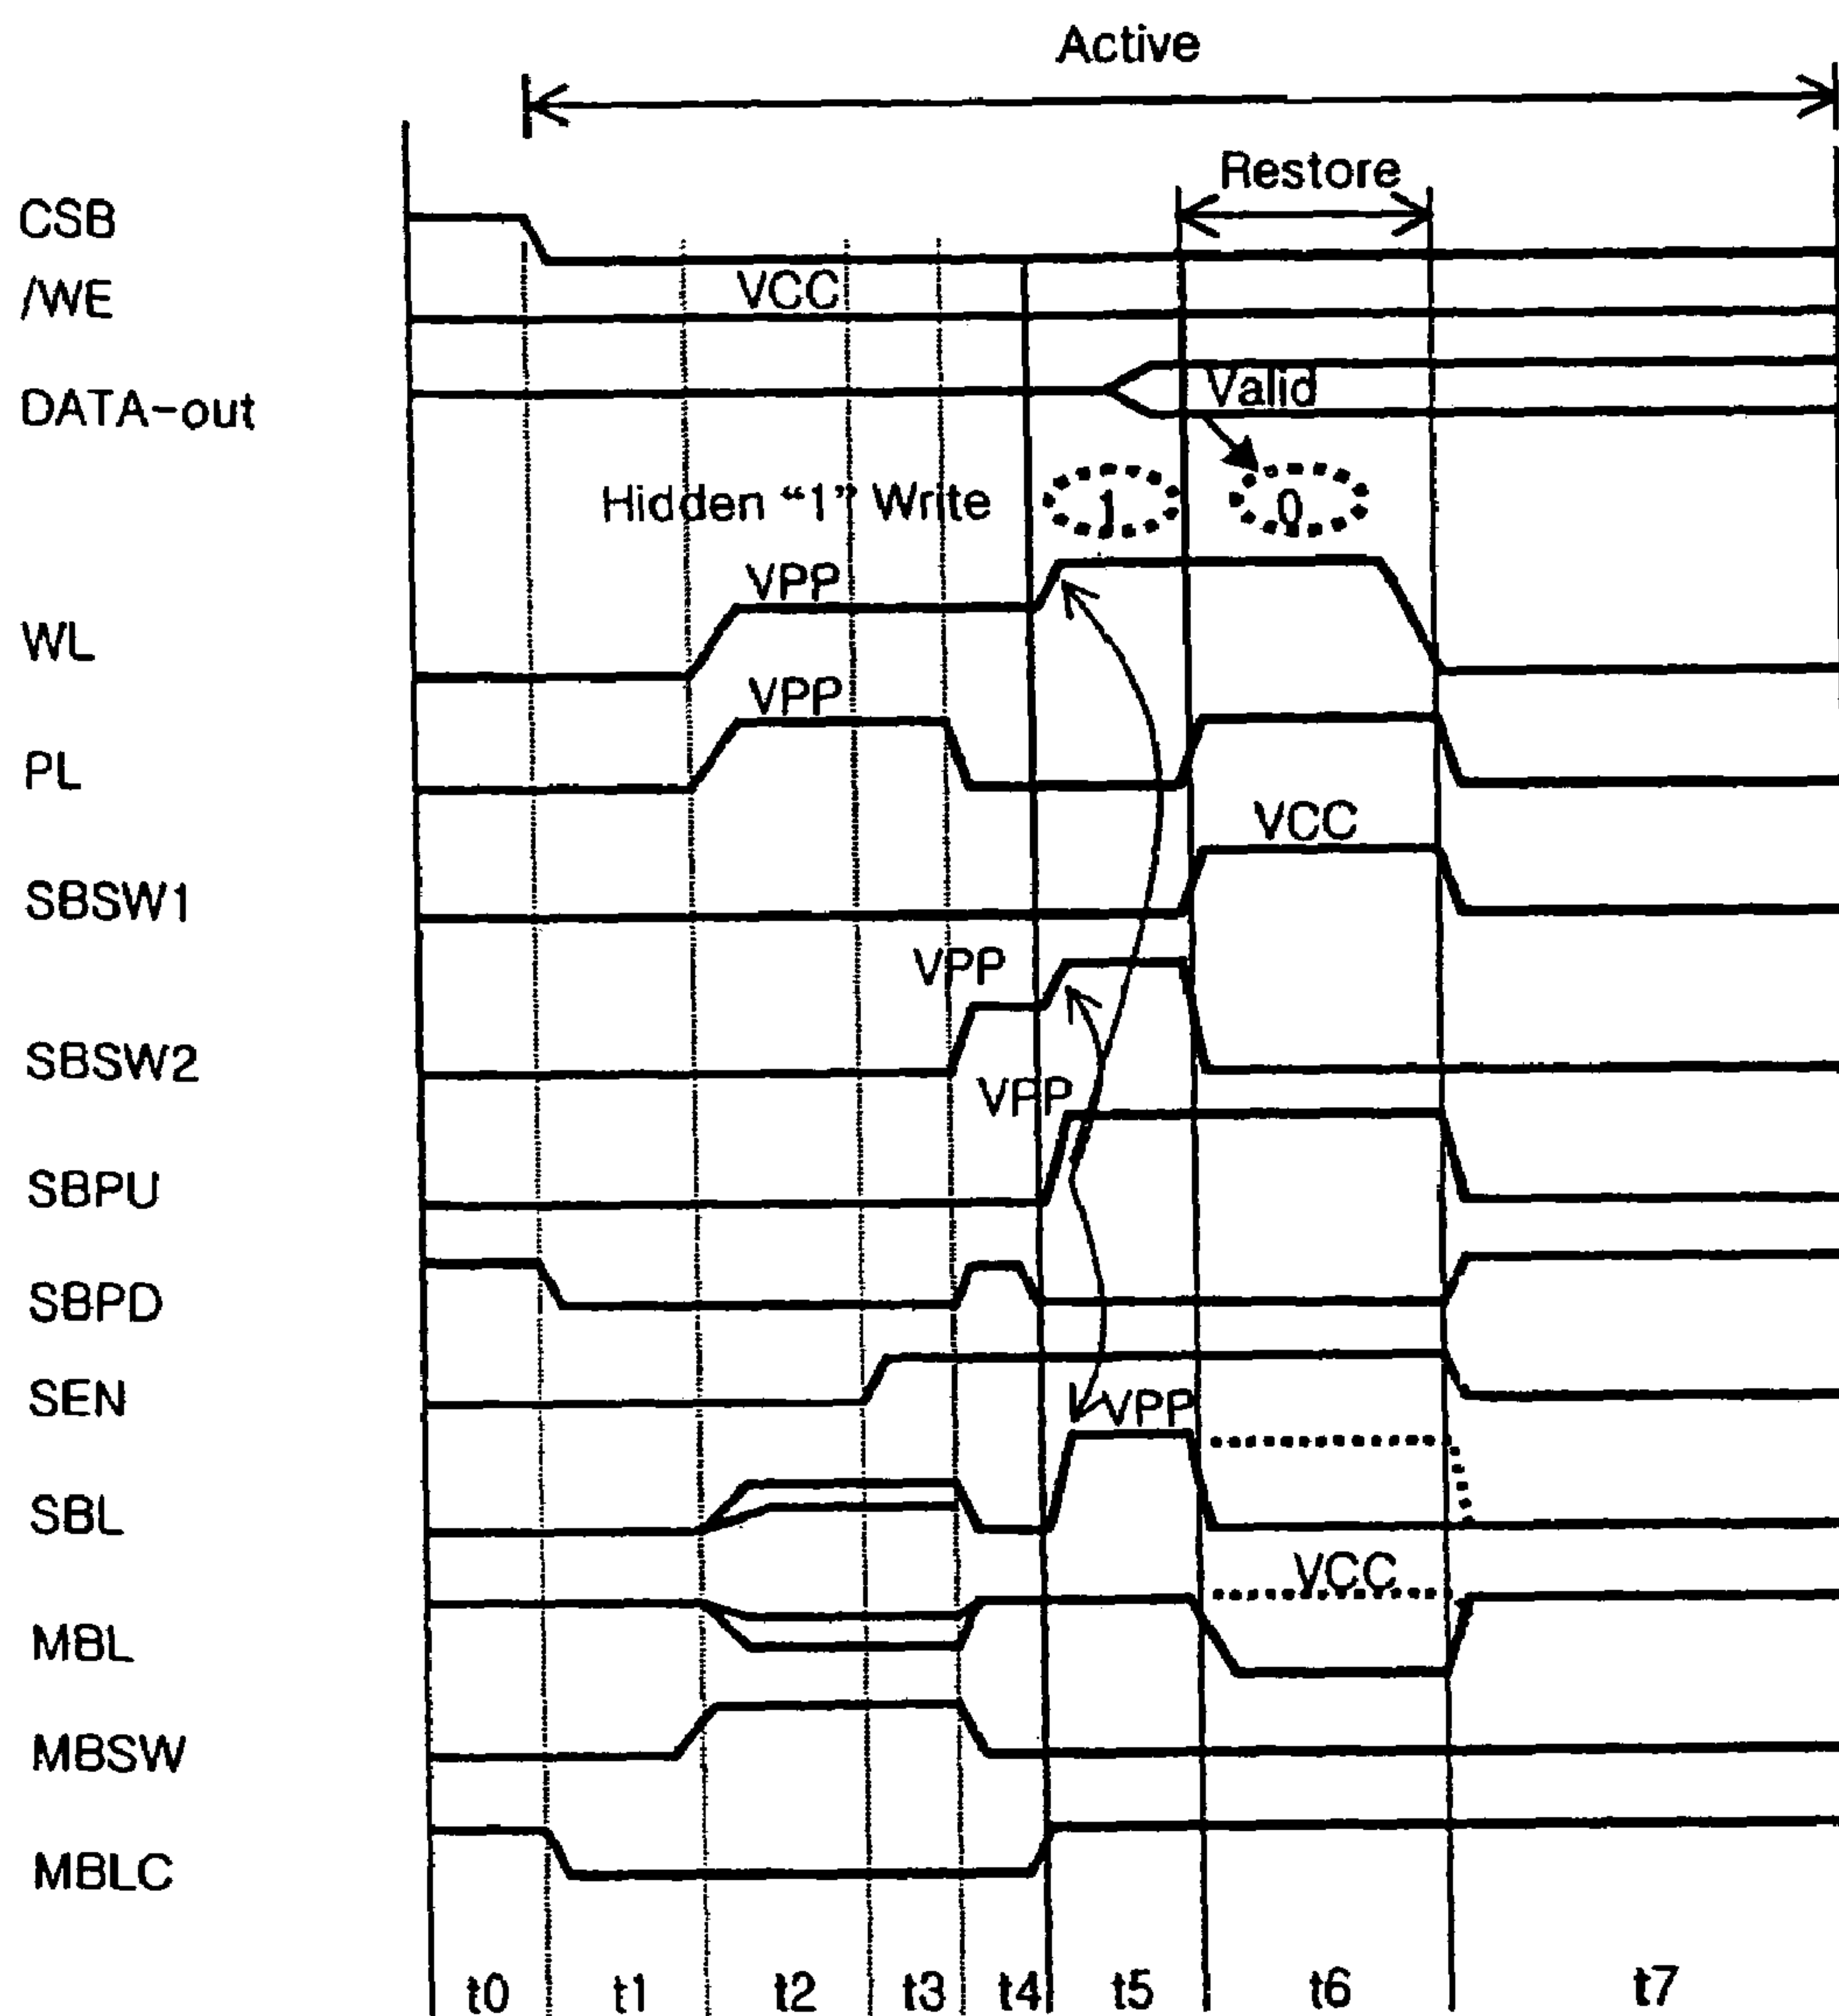 Active
Restore
CSB
/WE
VCC
DATA-out
Valid
Hidden “1” Write
1
0
WL
VPP
PL
VPP
SBSW1
VCC
SBSW2
VPP
SBPU
VPP
SBPD
SEN
SBL
VPP
MBL
VCC
MBSW
MBLC
t0 t1 t2 t3 t4 t5 t6 t7